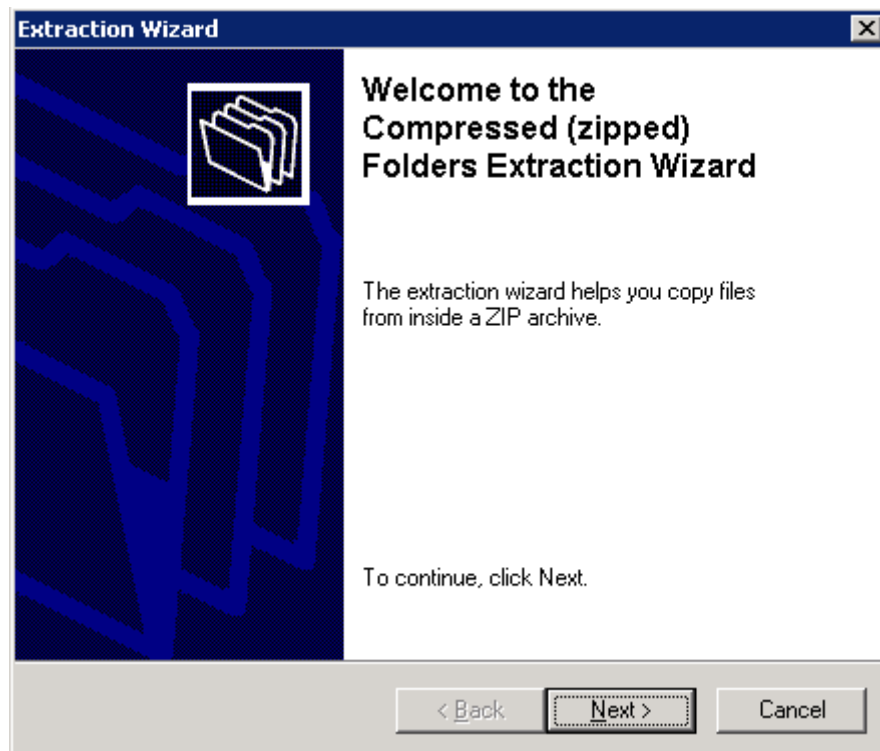 Extraction Wizard
Welcome to the
Compressed (zipped)
Folders Extraction Wizard
The extraction wizard helps you copy files
from inside a ZIP archive.
To continue, click Next.
< Back
Next >
Cancel